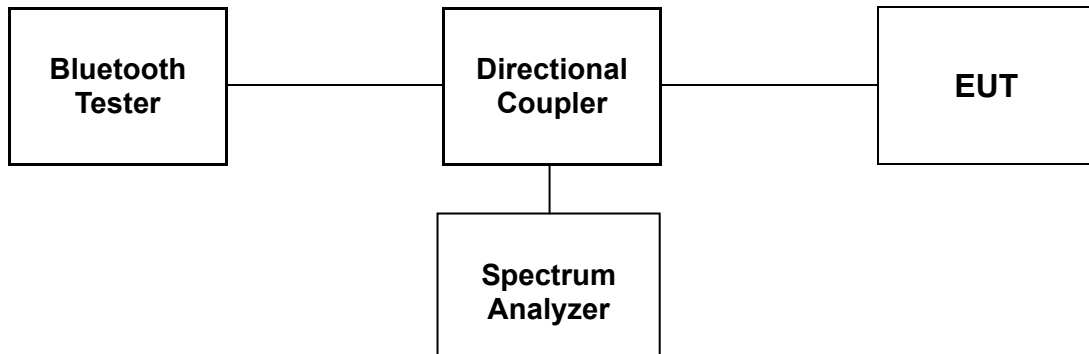 Bluetooth
Tester
Directional
Coupler
EUT
Spectrum
Analyzer